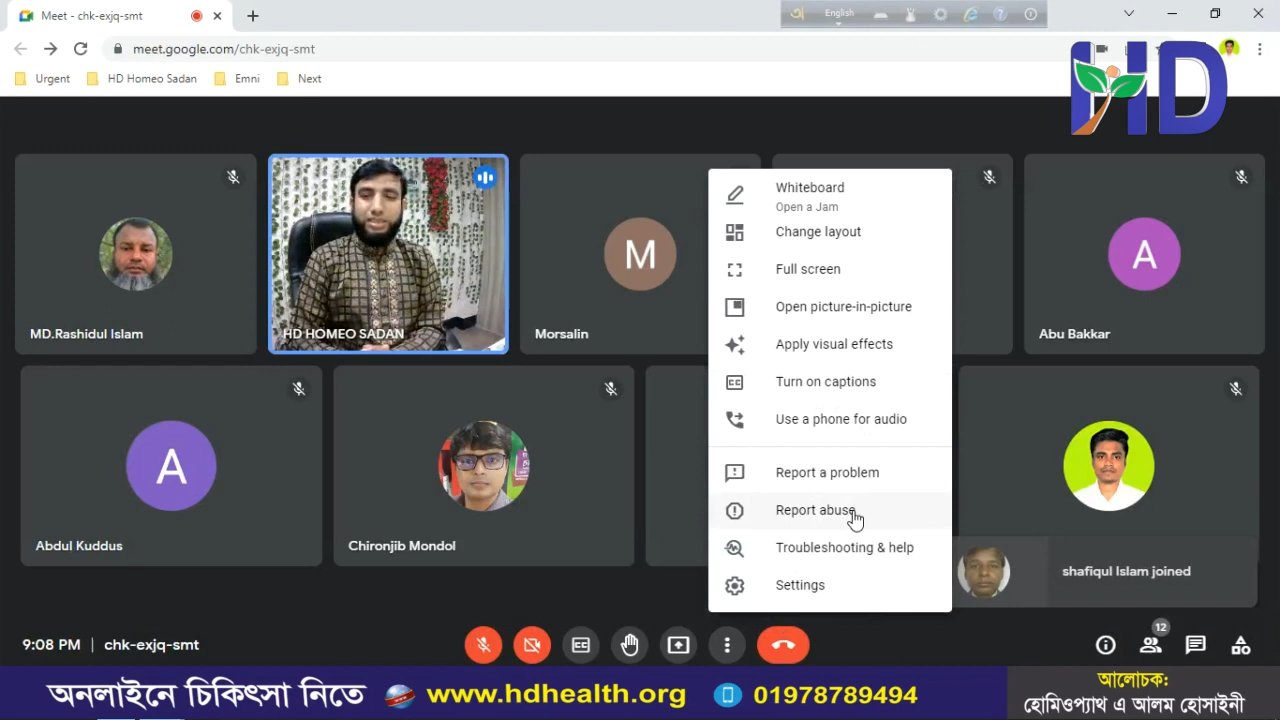 Meet - chk-exjq-smt
English
meet.google.com/chk-exjq-smt
Urgent
HD Homeo Sadan
Emni
Next
HD
MD.Rashidul Islam
HD HOMEO SADAN
M
Morsalin
A
Abu Bakkar
Whiteboard
Open a Jam
Change layout
Full screen
Open picture-in-picture
Apply visual effects
CC Turn on captions
Use a phone for audio
Report a problem
Report abuse
Troubleshooting & help
Settings
A
Abdul Kuddus
Chironjib Mondol
shafiqul Islam joined
9:08 PM | chk-exjq-smt
CC
12
অনলাইনে চিকিৎসা নিতে www.hdhealth.org 01978789494
আলোচক:
হোমিওপ্যাথ এ আলম হোসাইনী